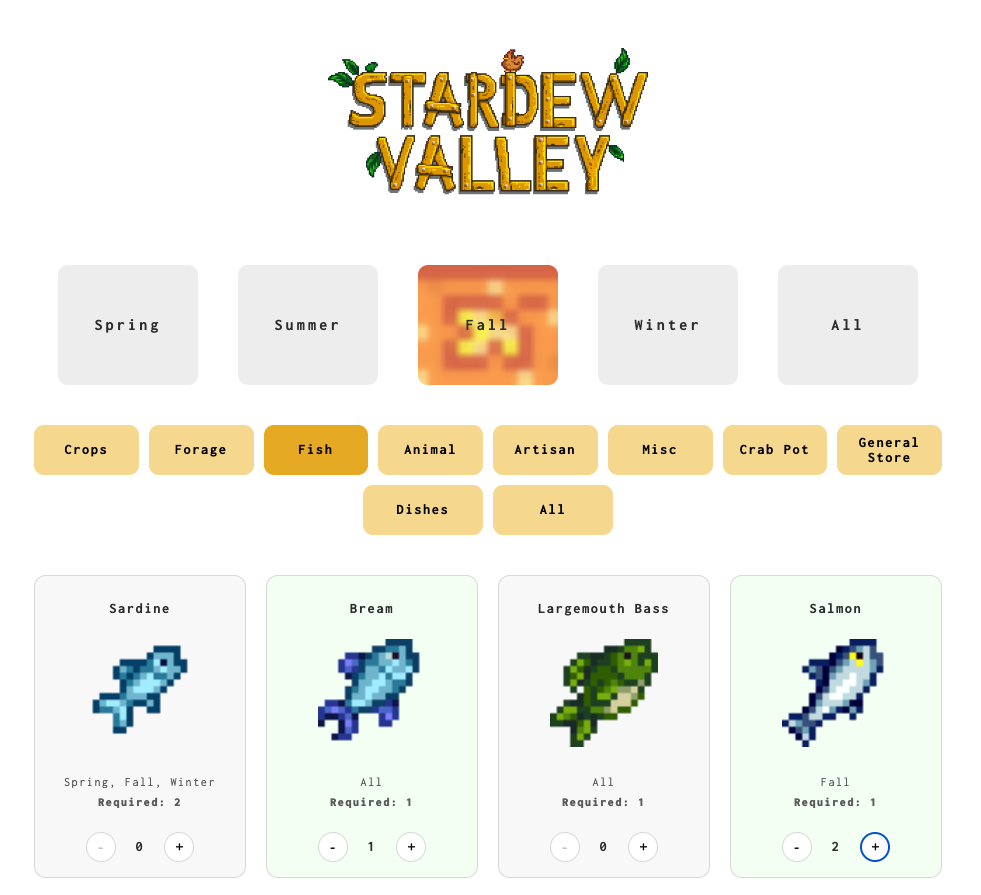 STARDEW
VALLEY
Spring
Summer
Fall
Winter
All
Crops
Forage
Fish
Animal
Artisan
Misc
Crab Pot
General
Store
Dishes
All
Sardine
Bream
Largemouth Bass
Salmon
Spring, Fall, Winter
Required: 2
All
Required: 1
All
Required: 1
Fall
Required: 1
- 0 +
- 1 +
- 0 +
- 2 +